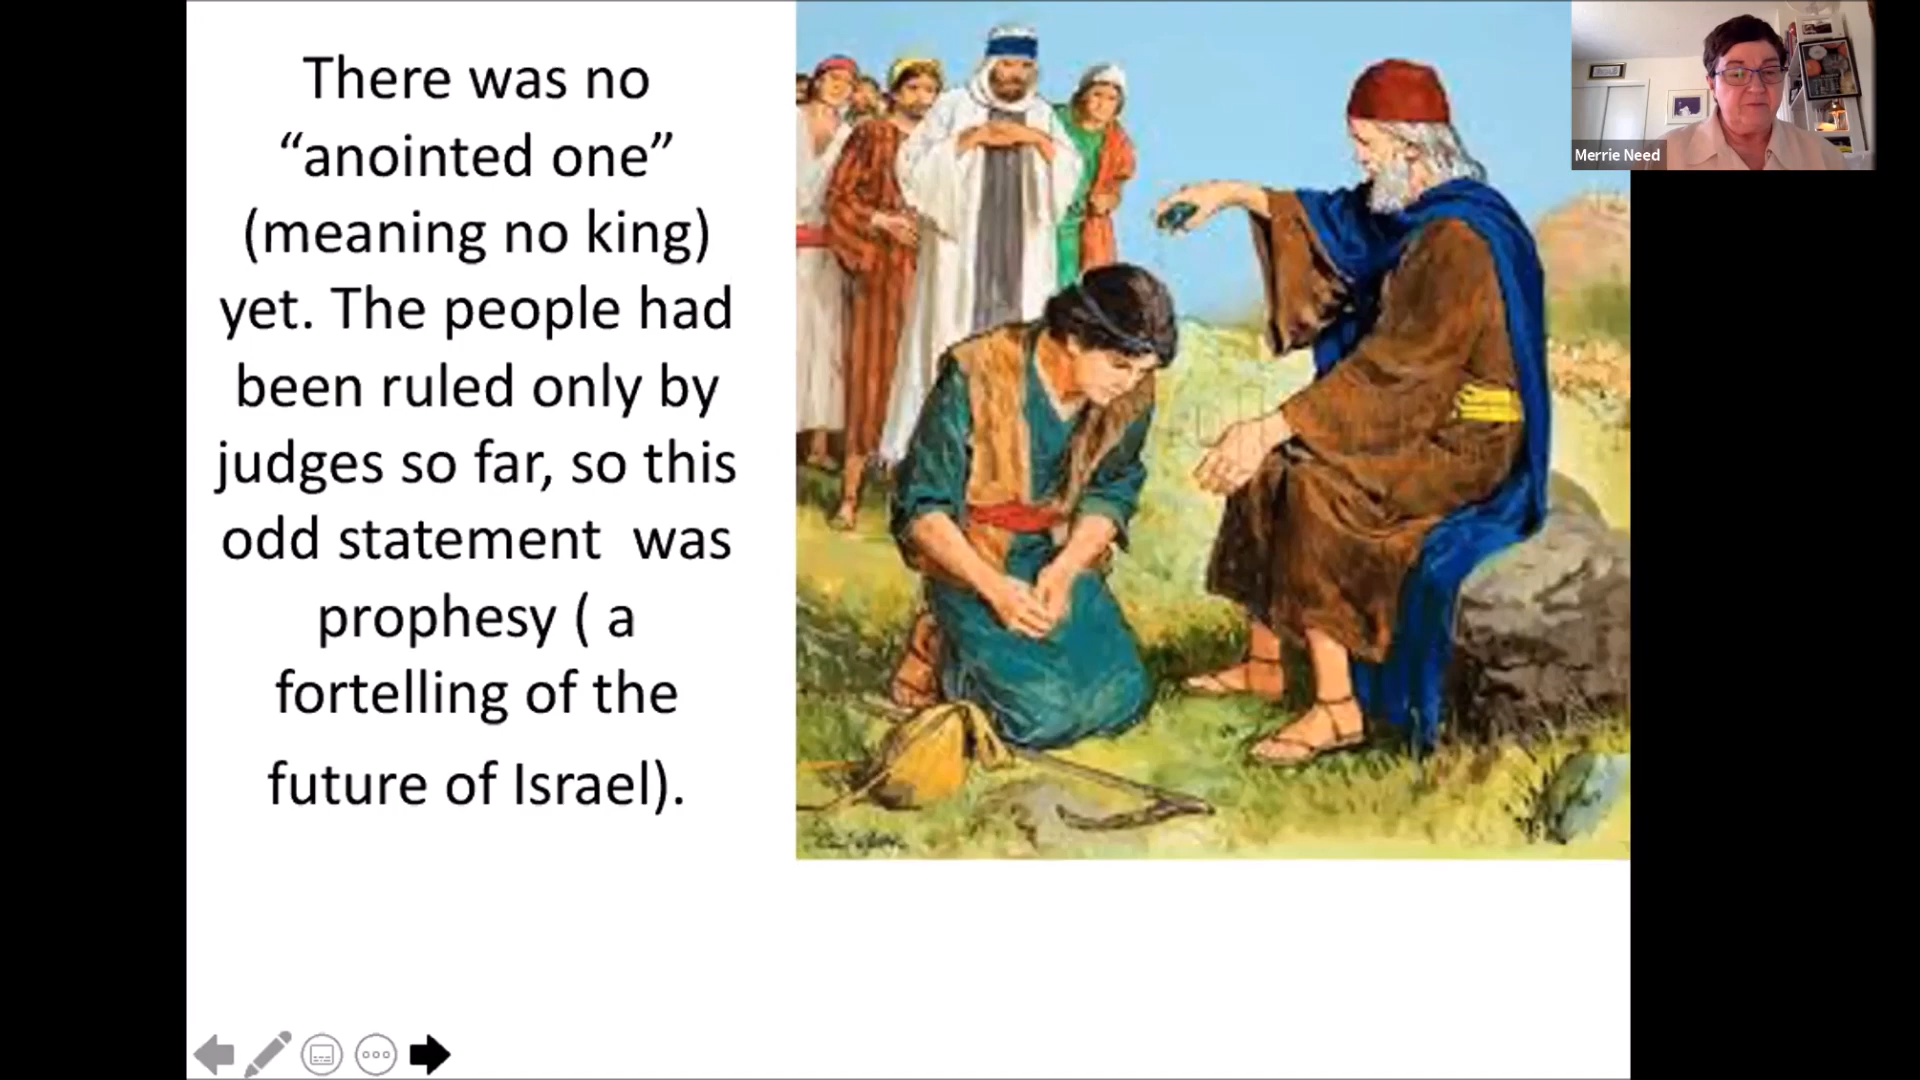 There was no
“anointed one”
(meaning no king)
yet. The people had
been ruled only by
judges so far, so this
odd statement  was
prophesy ( a
fortelling of the
future of Israel).
Merrie Need